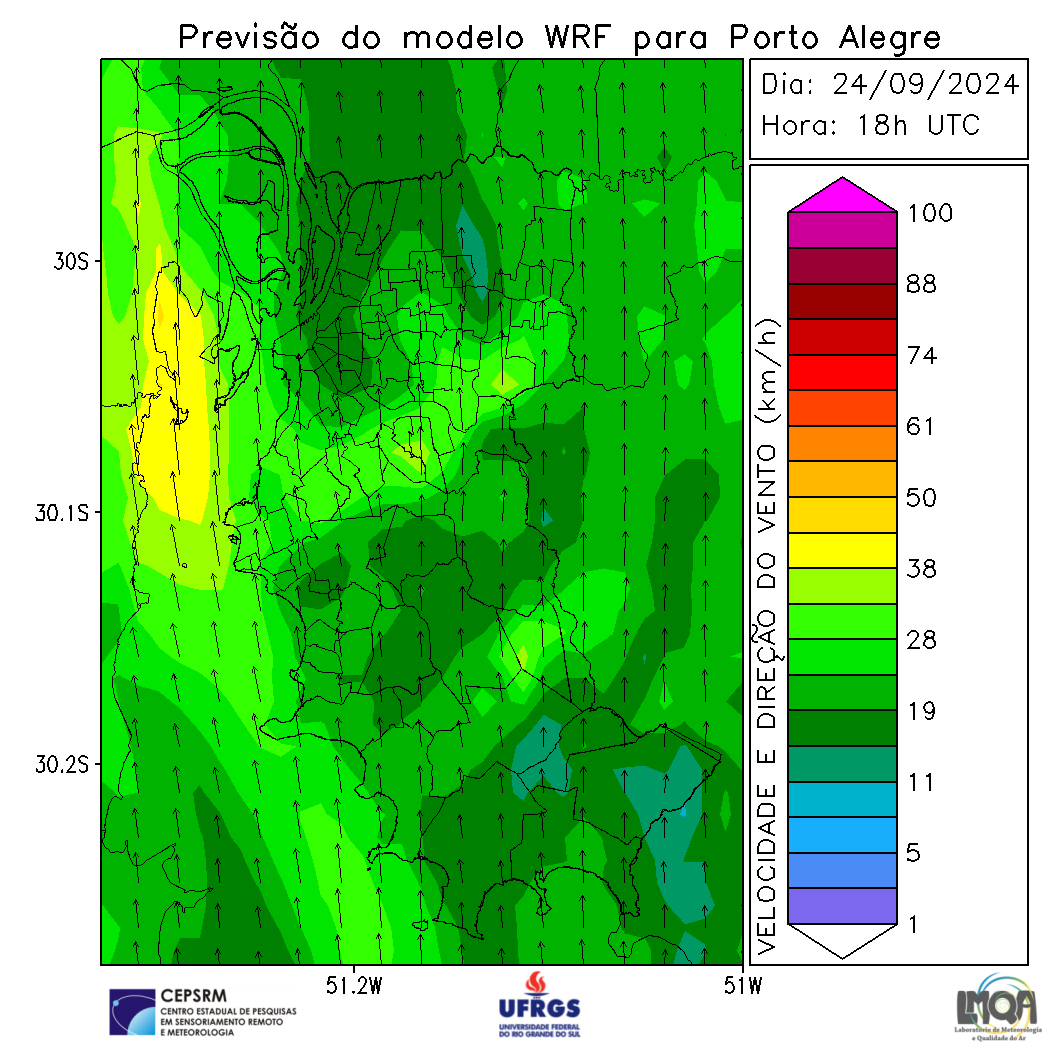 Previsão do modelo WRF para Porto Alegre
Dia: 24/09/2024
Hora: 18h UTC
30S
30.1S
30.2S
51.2W
51W
VELOCIDADE E DIREÇÃO DO VENTO (km/h)
100
88
74
61
50
38
28
19
11
5
1
CEPSRM
CENTRO ESTADUAL DE PESQUISAS
EM SENSORIAMENTO REMOTO
E METEOROLOGIA
UFRGS
UNIVERSIDADE FEDERAL
DO RIO GRANDE DO SUL
LMQA
Laboratório de Meteorologia
e Qualidade do Ar